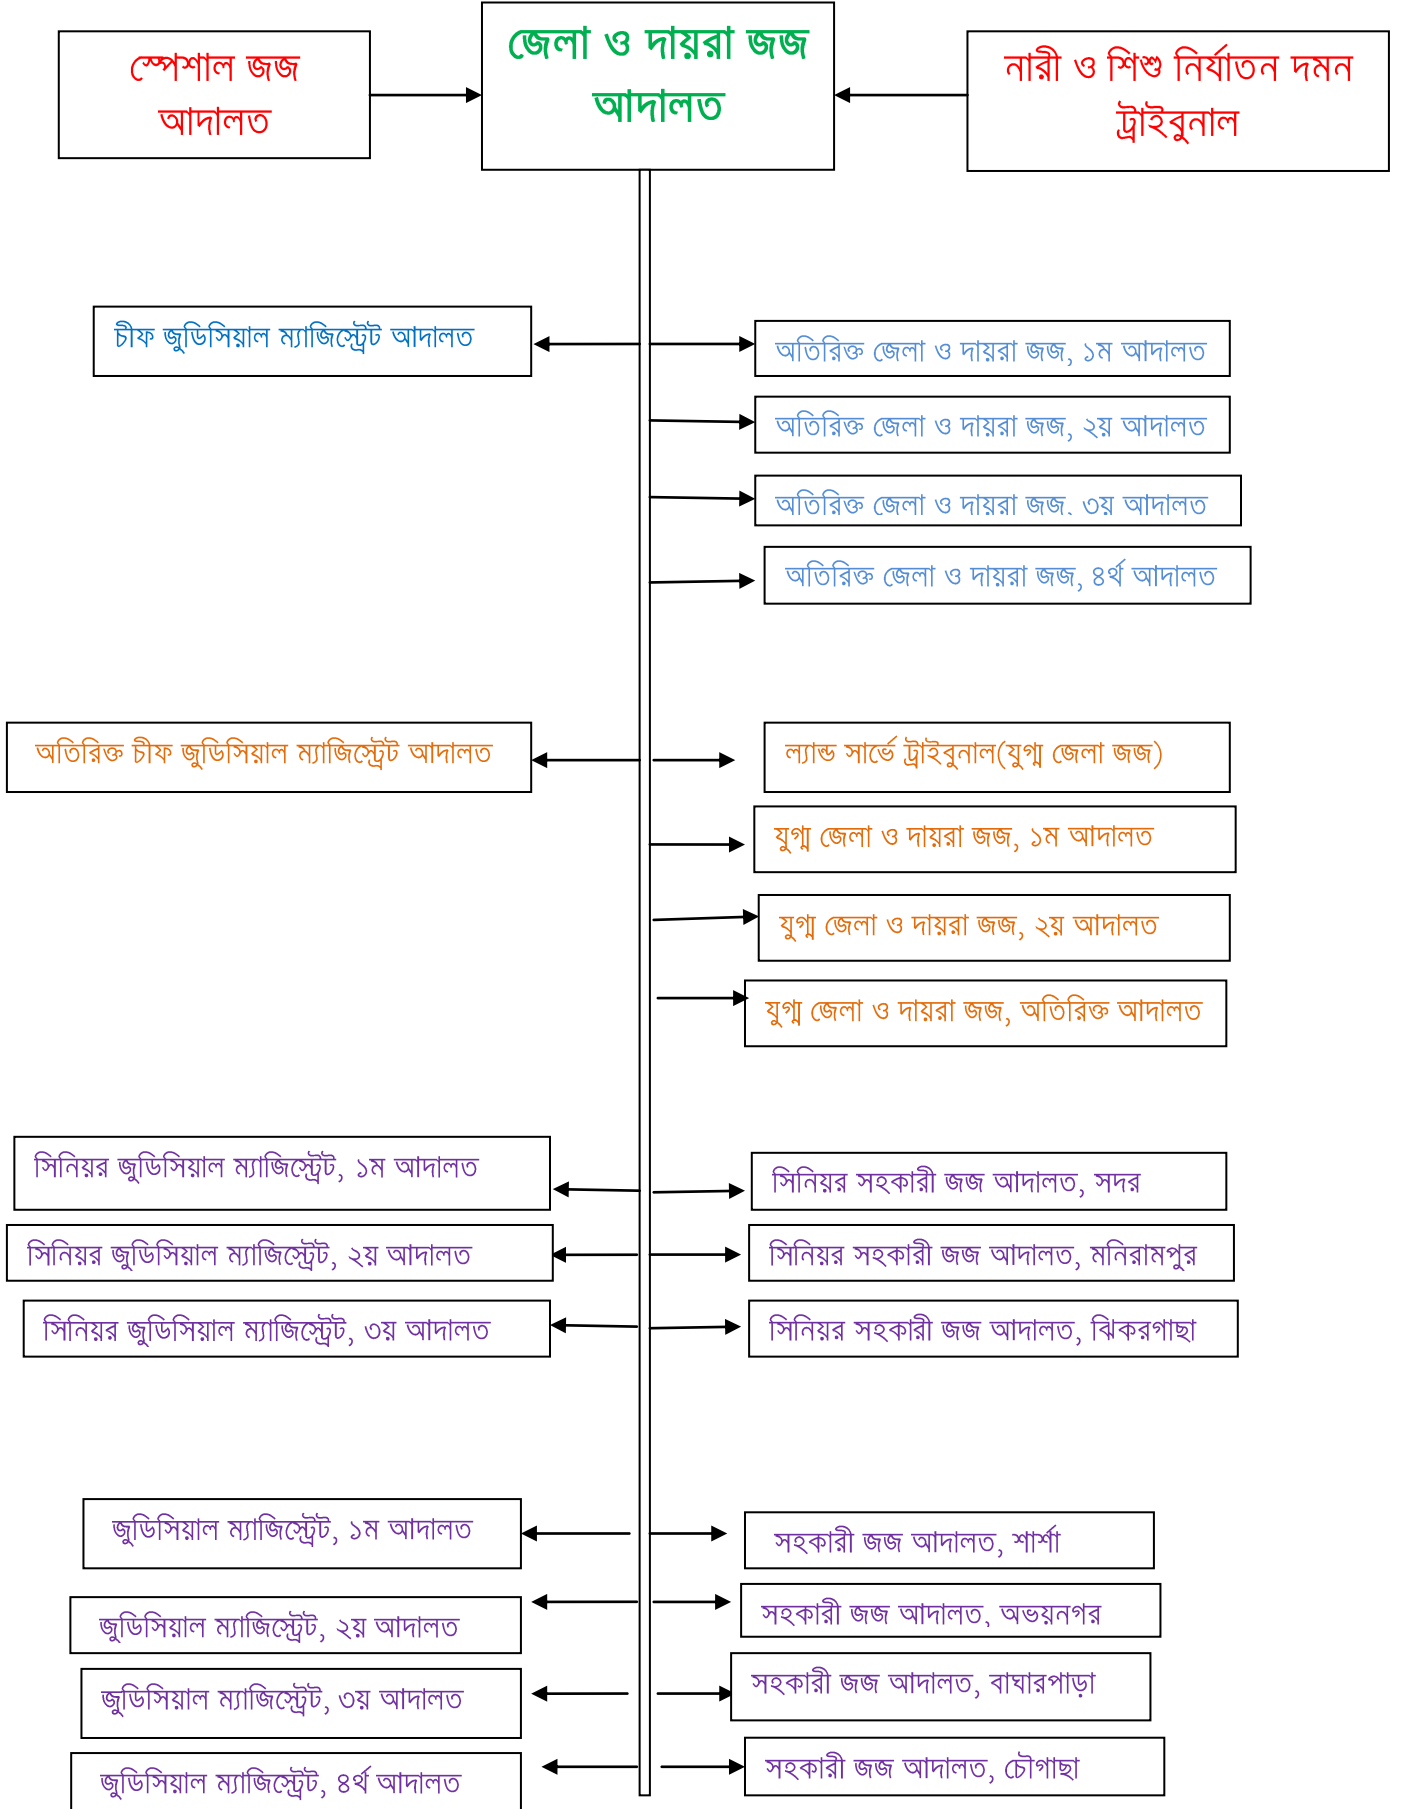 স্পেশাল জজ
আদালত
জেলা ও দায়রা জজ
আদালত
নারী ও শিশু নির্যাতন দমন
ট্রাইবুনাল
চীফ জুডিসিয়াল ম্যাজিস্ট্রেট আদালত
অতিরিক্ত জেলা ও দায়রা জজ, ১ম আদালত
অতিরিক্ত জেলা ও দায়রা জজ, ২য় আদালত
অতিরিক্ত জেলা ও দায়রা জজ, ৩য় আদালত
অতিরিক্ত জেলা ও দায়রা জজ, ৪র্থ আদালত
অতিরিক্ত চীফ জুডিসিয়াল ম্যাজিস্ট্রেট আদালত
ল্যান্ড সার্ভে ট্রাইবুনাল(যুগ্ম জেলা জজ)
যুগ্ম জেলা ও দায়রা জজ, ১ম আদালত
যুগ্ম জেলা ও দায়রা জজ, ২য় আদালত
যুগ্ম জেলা ও দায়রা জজ, অতিরিক্ত আদালত
সিনিয়র জুডিসিয়াল ম্যাজিস্ট্রেট, ১ম আদালত
সিনিয়র সহকারী জজ আদালত, সদর
সিনিয়র জুডিসিয়াল ম্যাজিস্ট্রেট, ২য় আদালত
সিনিয়র সহকারী জজ আদালত, মনিরামপুর
সিনিয়র জুডিসিয়াল ম্যাজিস্ট্রেট, ৩য় আদালত
সিনিয়র সহকারী জজ আদালত, ঝিকরগাছা
জুডিসিয়াল ম্যাজিস্ট্রেট, ১ম আদালত
সহকারী জজ আদালত, শার্শা
জুডিসিয়াল ম্যাজিস্ট্রেট, ২য় আদালত
সহকারী জজ আদালত, অভয়নগর
জুডিসিয়াল ম্যাজিস্ট্রেট, ৩য় আদালত
সহকারী জজ আদালত, বাঘারপাড়া
জুডিসিয়াল ম্যাজিস্ট্রেট, ৪র্থ আদালত
সহকারী জজ আদালত, চৌগাছা